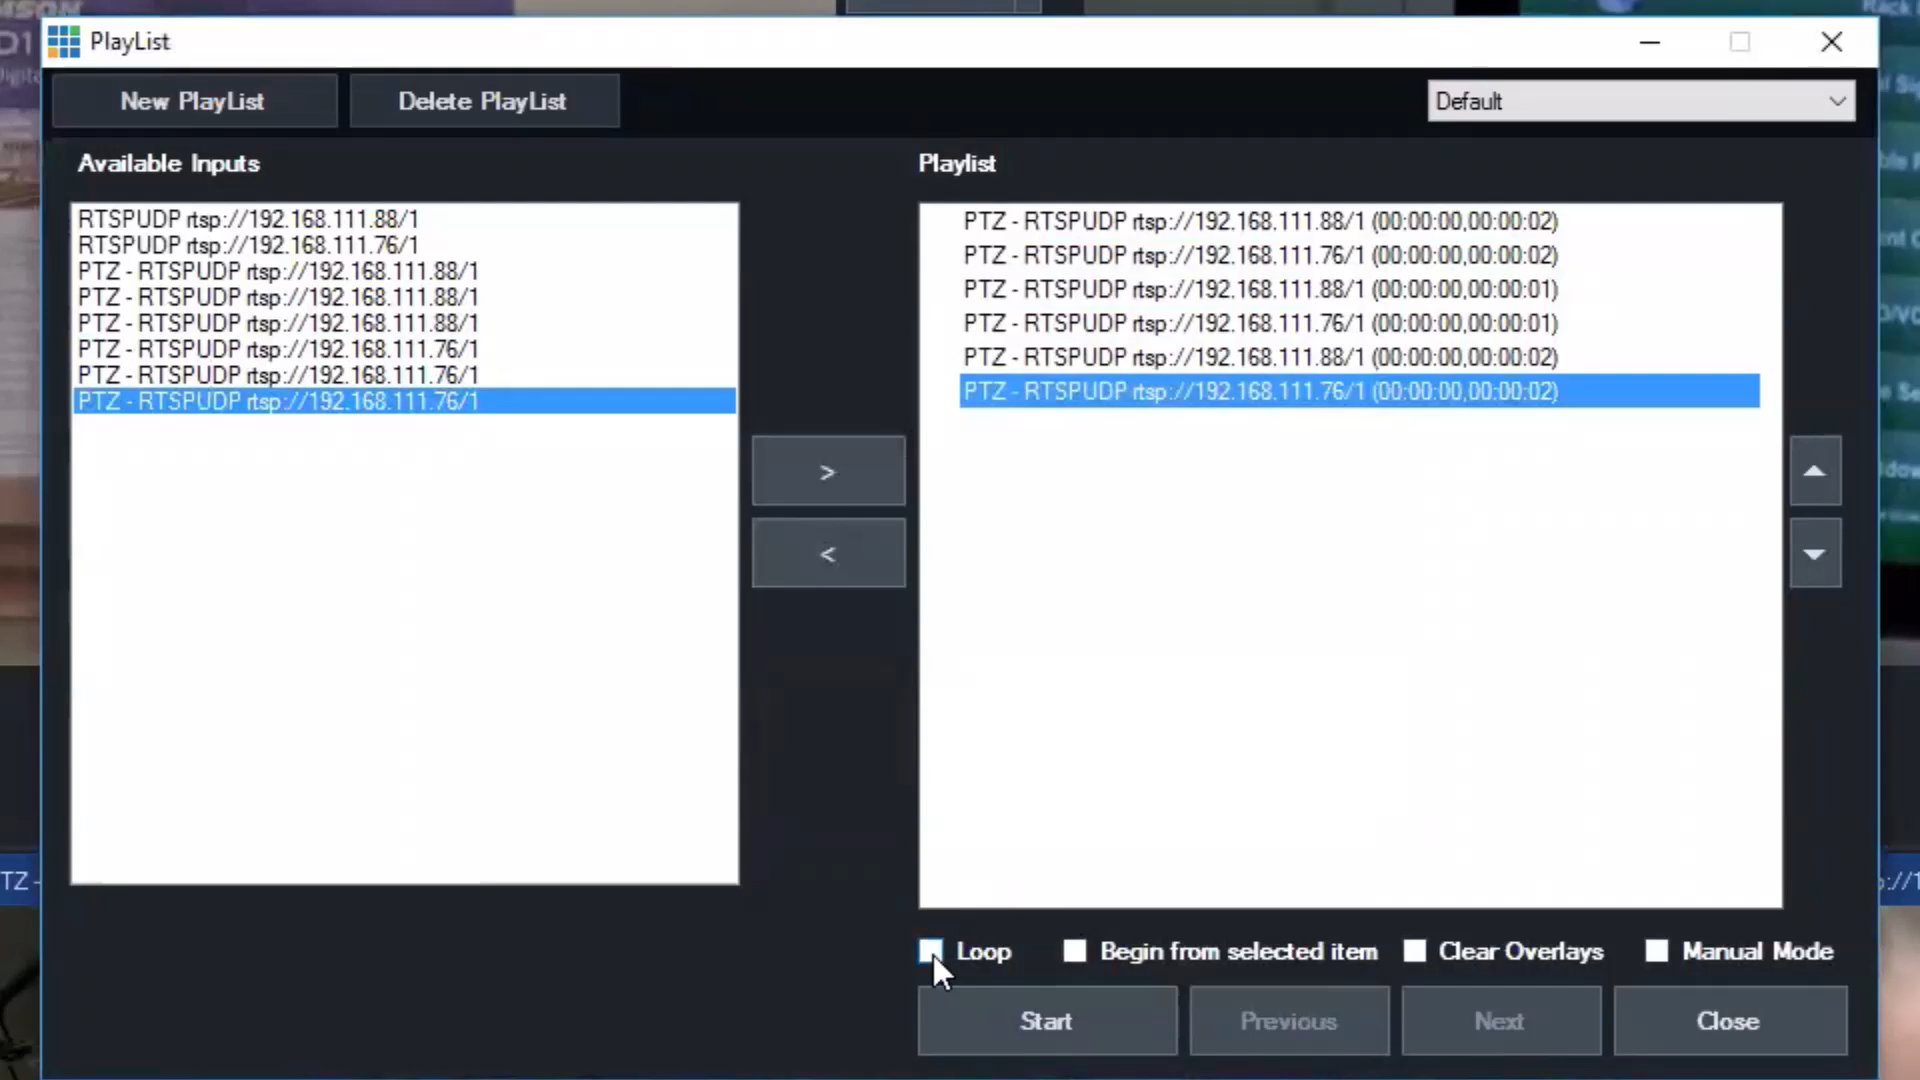 PlayList
New PlayList
Delete PlayList
Default
Available Inputs
Playlist
RTSPUDP rtsp://192.168.111.88/1
RTSPUDP rtsp://192.168.111.76/1
PTZ - RTSPUDP rtsp://192.168.111.88/1
PTZ - RTSPUDP rtsp://192.168.111.88/1
PTZ - RTSPUDP rtsp://192.168.111.88/1
PTZ - RTSPUDP rtsp://192.168.111.76/1
PTZ - RTSPUDP rtsp://192.168.111.76/1
PTZ - RTSPUDP rtsp://192.168.111.76/1
PTZ - RTSPUDP rtsp://192.168.111.88/1 (00:00:00,00:00:02)
PTZ - RTSPUDP rtsp://192.168.111.76/1 (00:00:00,00:00:02)
PTZ - RTSPUDP rtsp://192.168.111.88/1 (00:00:00,00:00:01)
PTZ - RTSPUDP rtsp://192.168.111.76/1 (00:00:00,00:00:01)
PTZ - RTSPUDP rtsp://192.168.111.88/1 (00:00:00,00:00:02)
PTZ - RTSPUDP rtsp://192.168.111.76/1 (00:00:00,00:00:02)
>
<
Loop
Begin from selected item
Clear Overlays
Manual Mode
Start
Previous
Next
Close